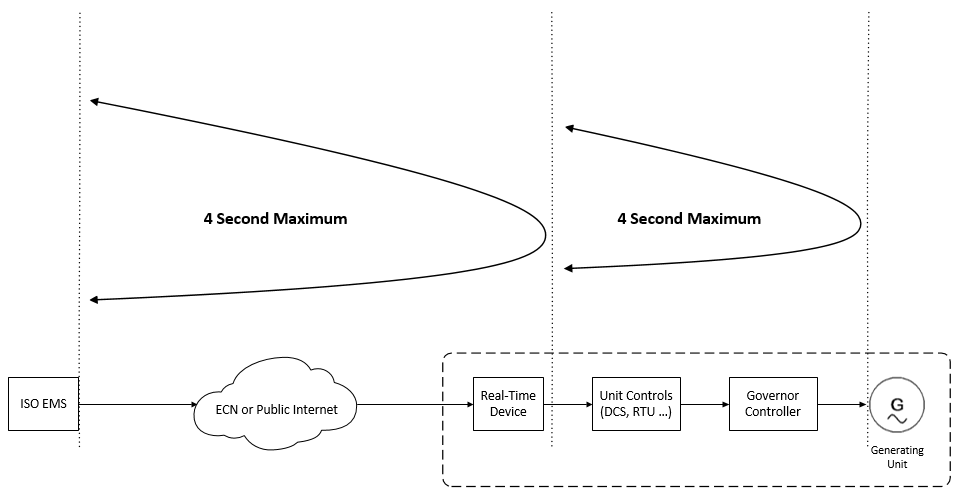 4 Second Maximum
4 Second Maximum
ISO EMS
ECN or Public Internet
Real-Time
Device
Unit Controls
(DCS, RTU ...)
Governor
Controller
G
Generating
Unit